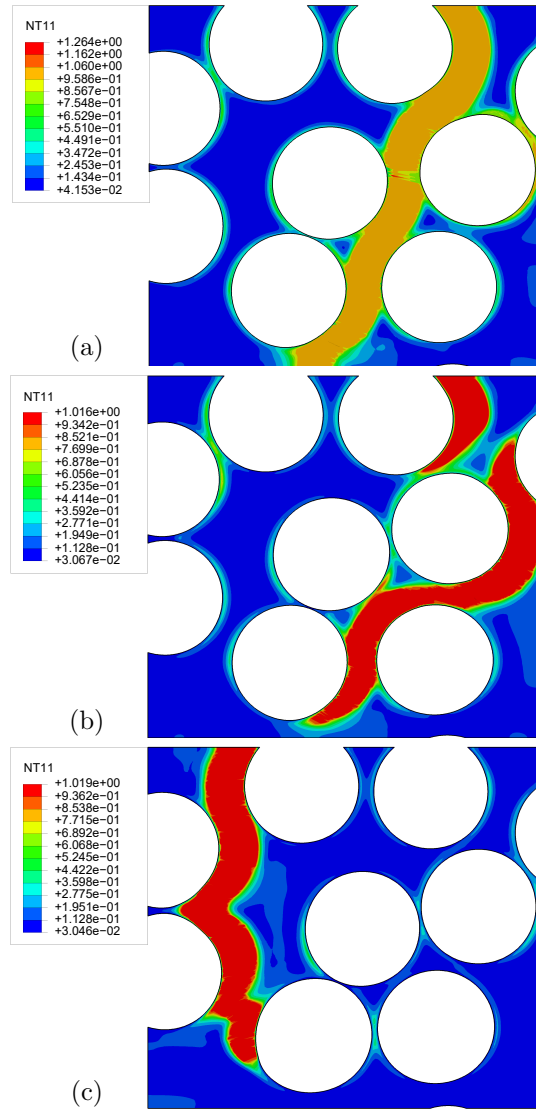 NT11
+1.264e+00
+1.162e+00
+1.060e+00
+9.586e−01
+8.567e−01
+7.548e−01
+6.529e−01
+5.510e−01
+4.491e−01
+3.472e−01
+2.453e−01
+1.434e−01
+4.153e−02
(a)
NT11
+1.016e+00
+9.342e−01
+8.521e−01
+7.699e−01
+6.878e−01
+6.056e−01
+5.235e−01
+4.414e−01
+3.592e−01
+2.771e−01
+1.949e−01
+1.128e−01
+3.067e−02
(b)
NT11
+1.019e+00
+9.362e−01
+8.538e−01
+7.715e−01
+6.892e−01
+6.068e−01
+5.245e−01
+4.422e−01
+3.598e−01
+2.775e−01
+1.951e−01
+1.128e−01
+3.046e−02
(c)